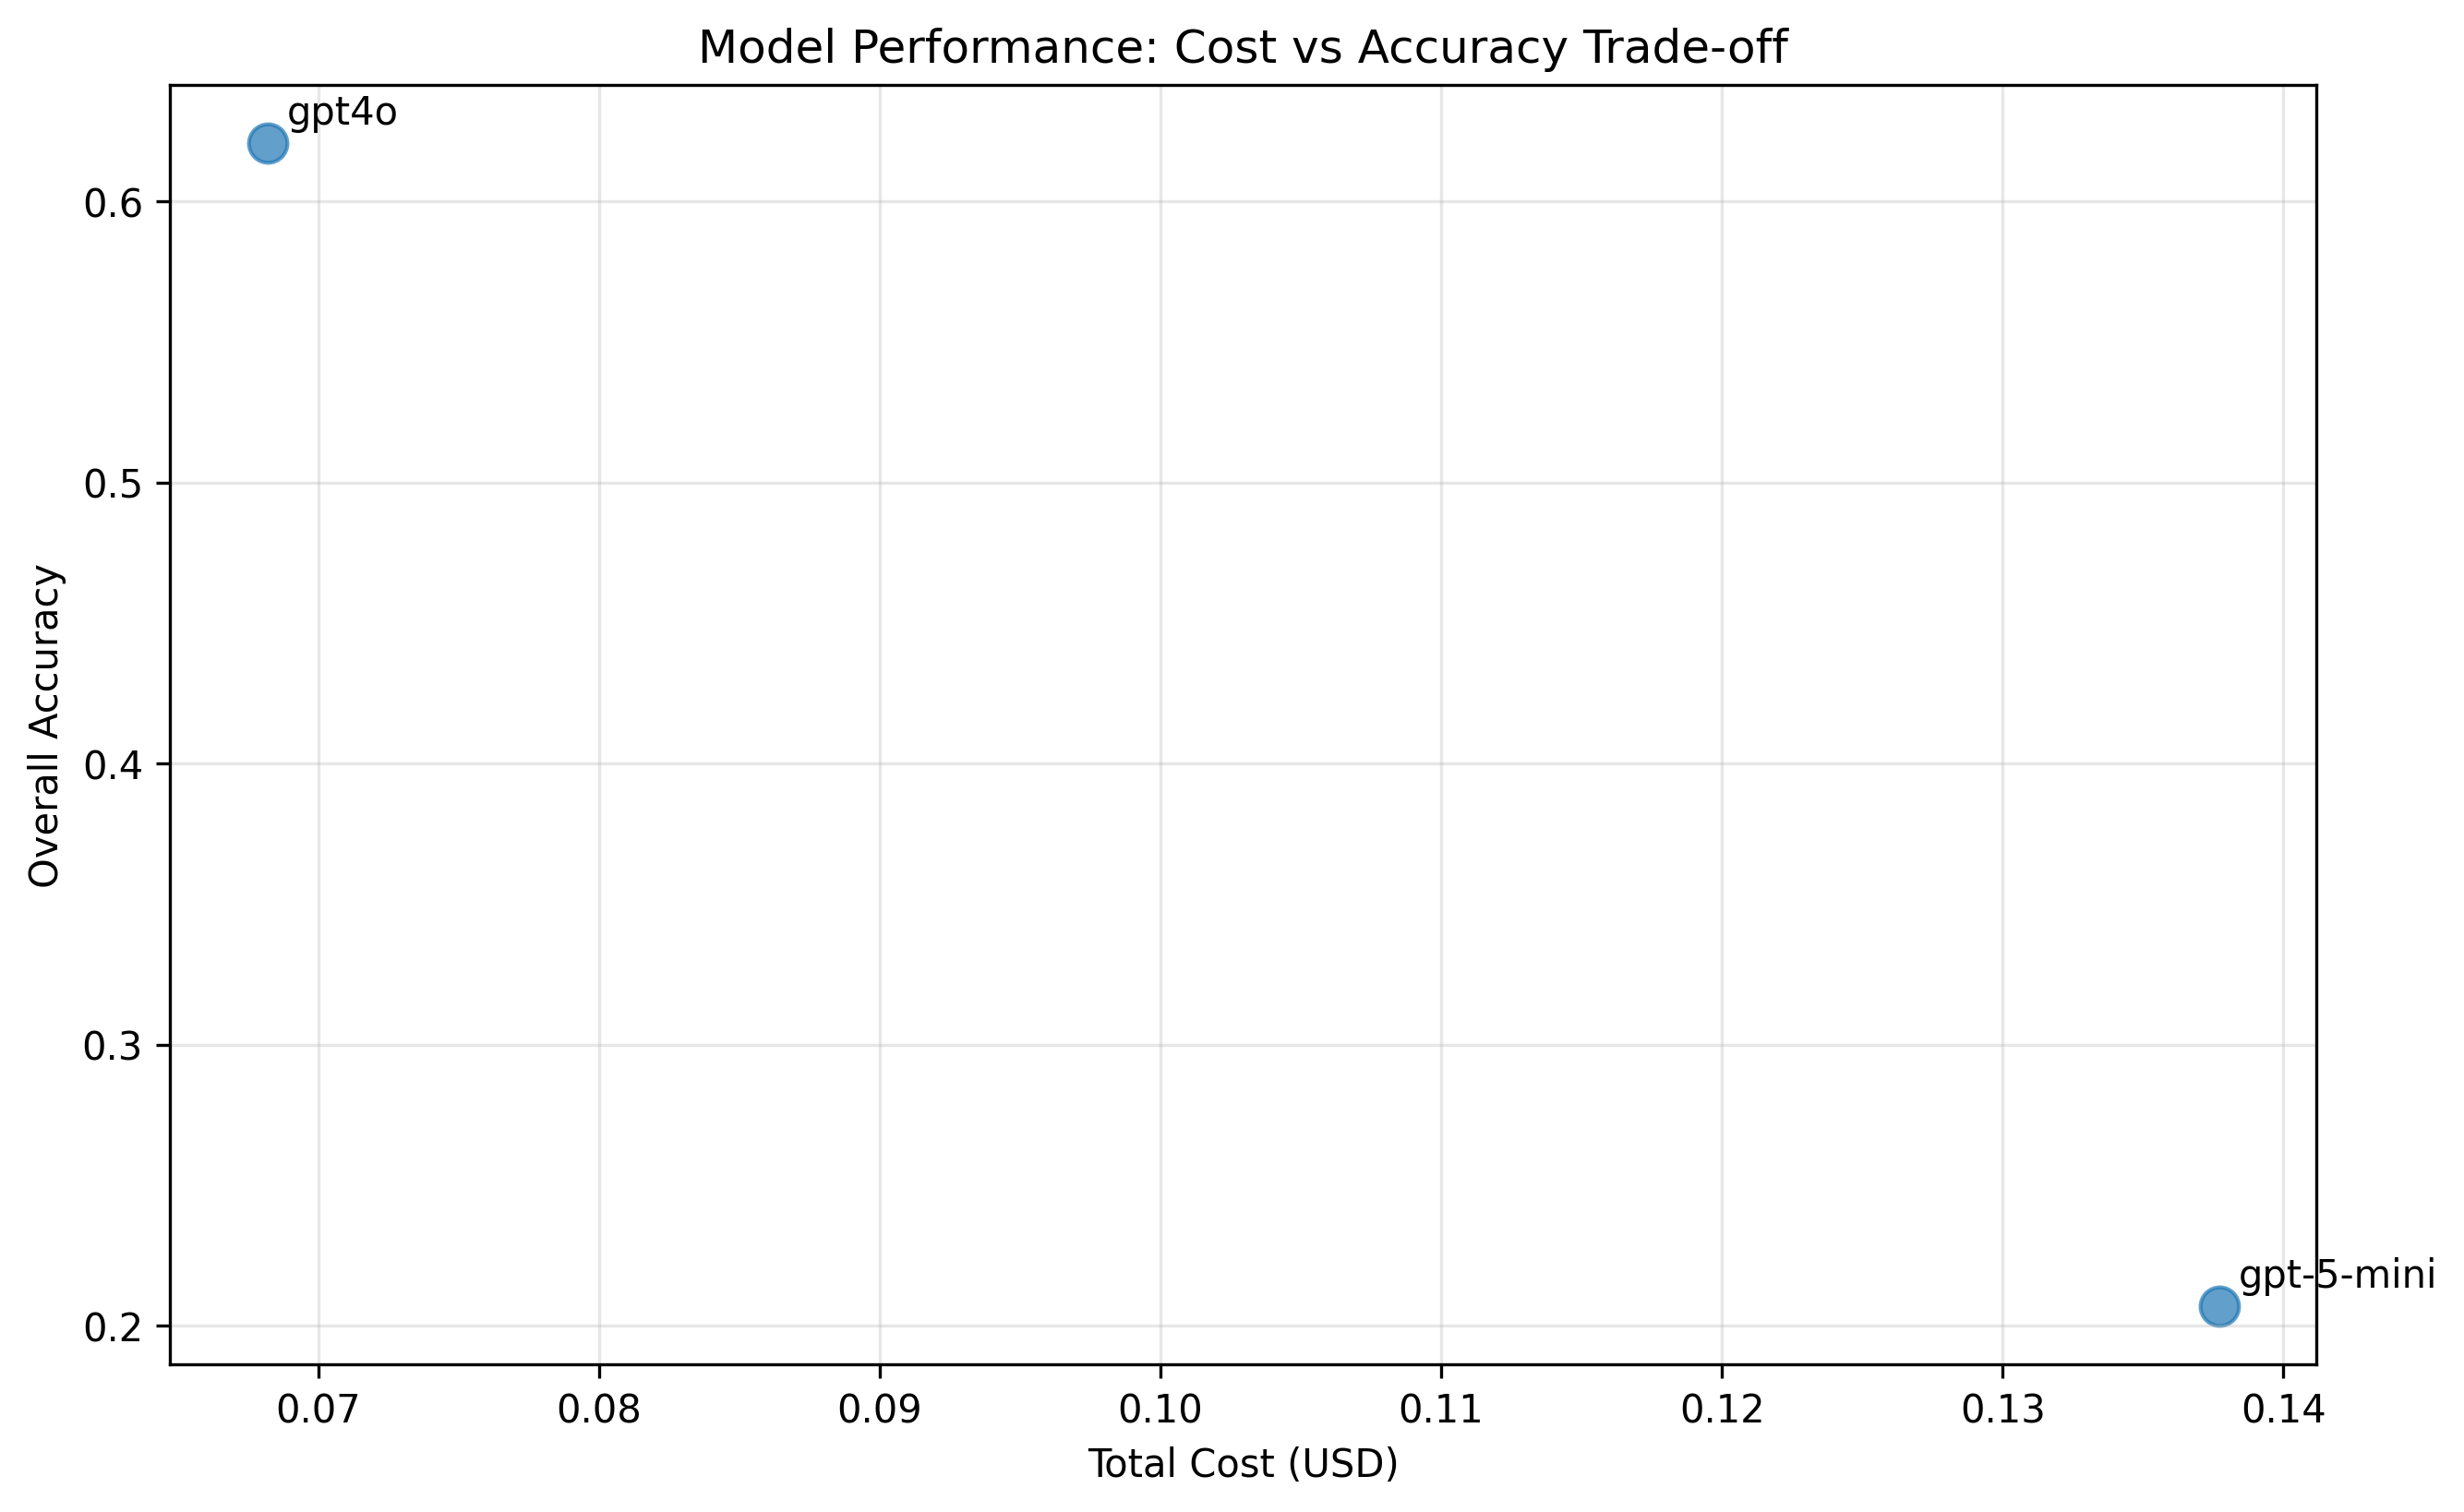 Model Performance: Cost vs Accuracy Trade-off
gpt4o
0.6
0.5
0.4
0.3
0.2
Overall Accuracy
gpt-5-mini
0.07 0.08 0.09 0.10 0.11 0.12 0.13 0.14
Total Cost (USD)